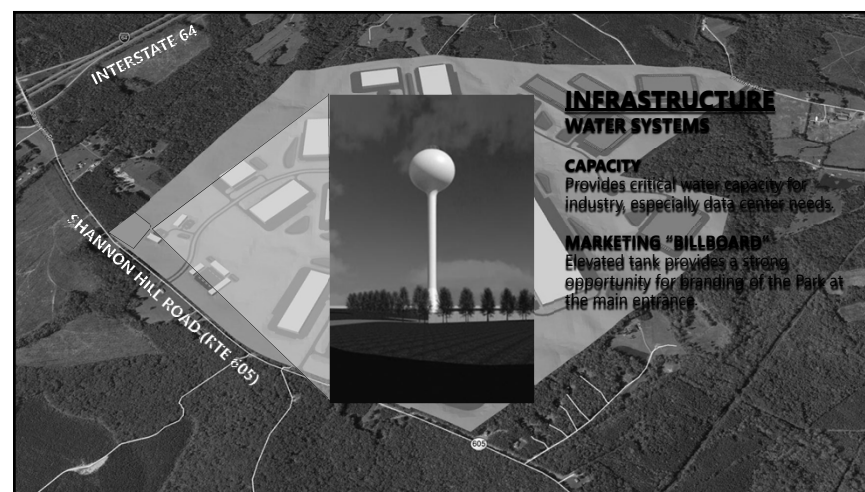 INTERSTATE 64
INFRASTRUCTURE
WATER SYSTEMS
CAPACITY
Provides critical water capacity for
industry, especially data center needs.
SHANNON HILL ROAD (RTE 605)
MARKETING "BILLBOARD"
Elevated tank provides a strong
opportunity for branding of the Park at
the main entrance.
605